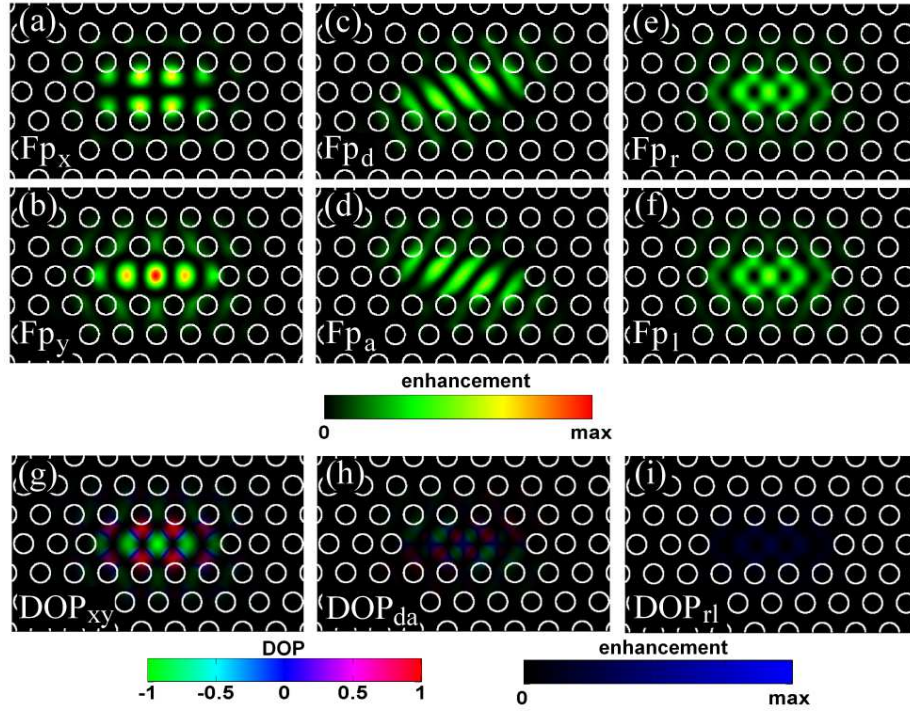 (a) (c) (e)
Fpx Fpd Fpr
(b) (d) (f)
Fpy Fpa Fpl
enhancement
0 max
(g) (h) (i)
DOPxy DOPda DOPrl
DOP enhancement
-1 -0.5 0 0.5 1 0 max